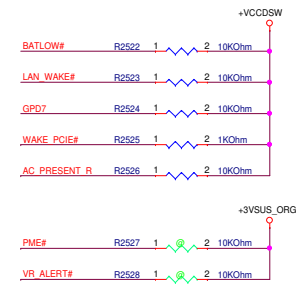 +VCCDSW
BATLOW# R2522 1 2 10KOhm
LAN_WAKE# R2523 1 2 10KOhm
GPD7 R2524 1 2 10KOhm
WAKE_PCIE# R2525 1 2 1KOhm
AC_PRESENT_R R2526 1 2 10KOhm
+3VSUS_ORG
PME# R2527 1 @ 2 10KOhm
VR_ALERT# R2528 1 @ 2 10KOhm